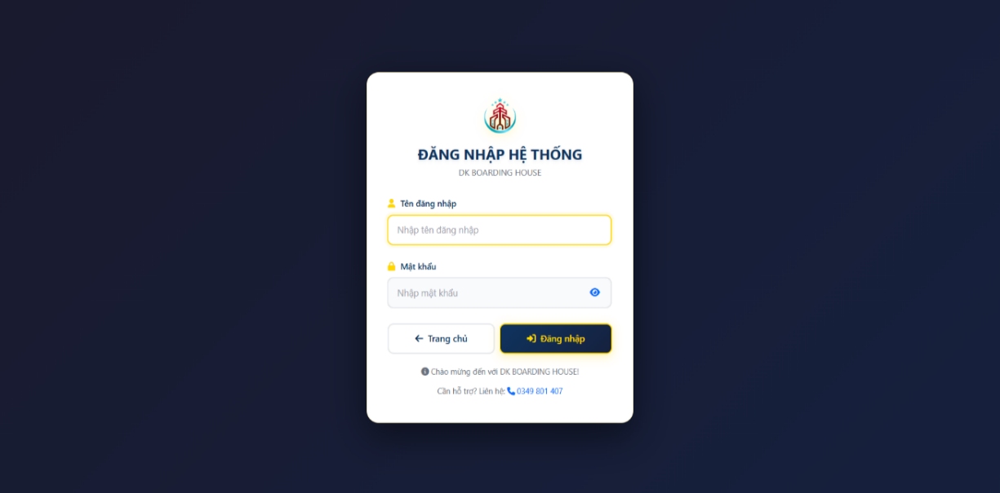 ĐĂNG NHẬP HỆ THỐNG
DK BOARDING HOUSE
Tên đăng nhập
Nhập tên đăng nhập
Mật khẩu
Nhập mật khẩu
Trang chủ
Đăng nhập
Chào mừng đến với DK BOARDING HOUSE!
Cần hỗ trợ? Liên hệ: 0349 801 407